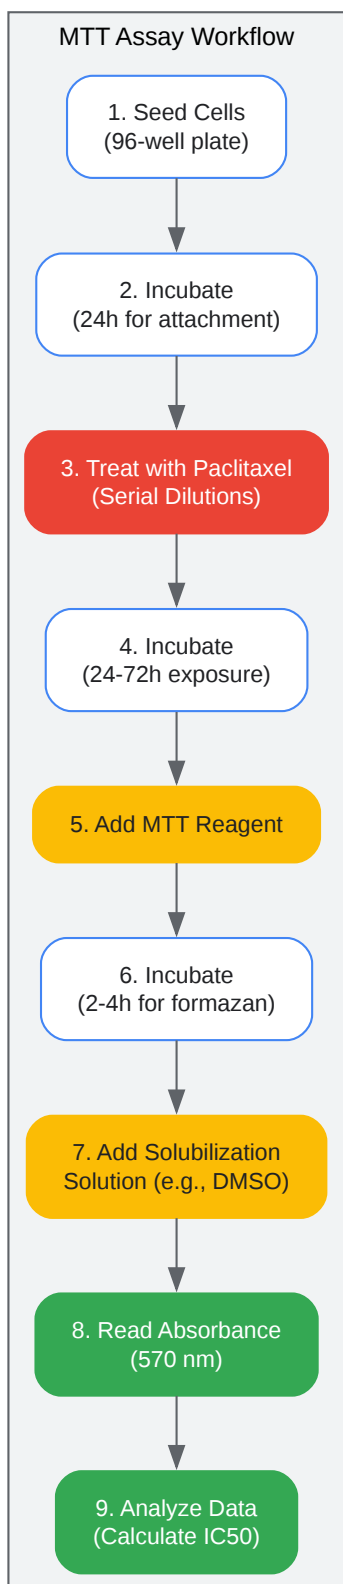 MTT Assay Workflow
1. Seed Cells
(96-well plate)
2. Incubate
(24h for attachment)
3. Treat with Paclitaxel
(Serial Dilutions)
4. Incubate
(24-72h exposure)
5. Add MTT Reagent
6. Incubate
(2-4h for formazan)
7. Add Solubilization
Solution (e.g., DMSO)
8. Read Absorbance
(570 nm)
9. Analyze Data
(Calculate IC50)